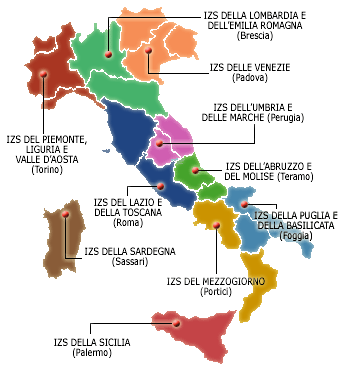 IZS DELLA LOMBARDIA E
DELL'EMILIA ROMAGNA
(Brescia)
IZS DELLE VENEZIE
(Padova)
IZS DELL'UMBRIA E
DELLE MARCHE (Perugia)
IZS DEL PIEMONTE,
LIGURIA E
VALLE D'AOSTA
(Torino)
IZS DELL'ABRUZZO E
DEL MOLISE (Teramo)
IZS DEL LAZIO E
DELLA TOSCANA
(Roma)
IZS DELLA PUGLIA E
DELLA BASILICATA
(Foggia)
IZS DELLA SARDEGNA
(Sassari)
IZS DEL MEZZOGIORNO
(Portici)
IZS DELLA SICILIA
(Palermo)